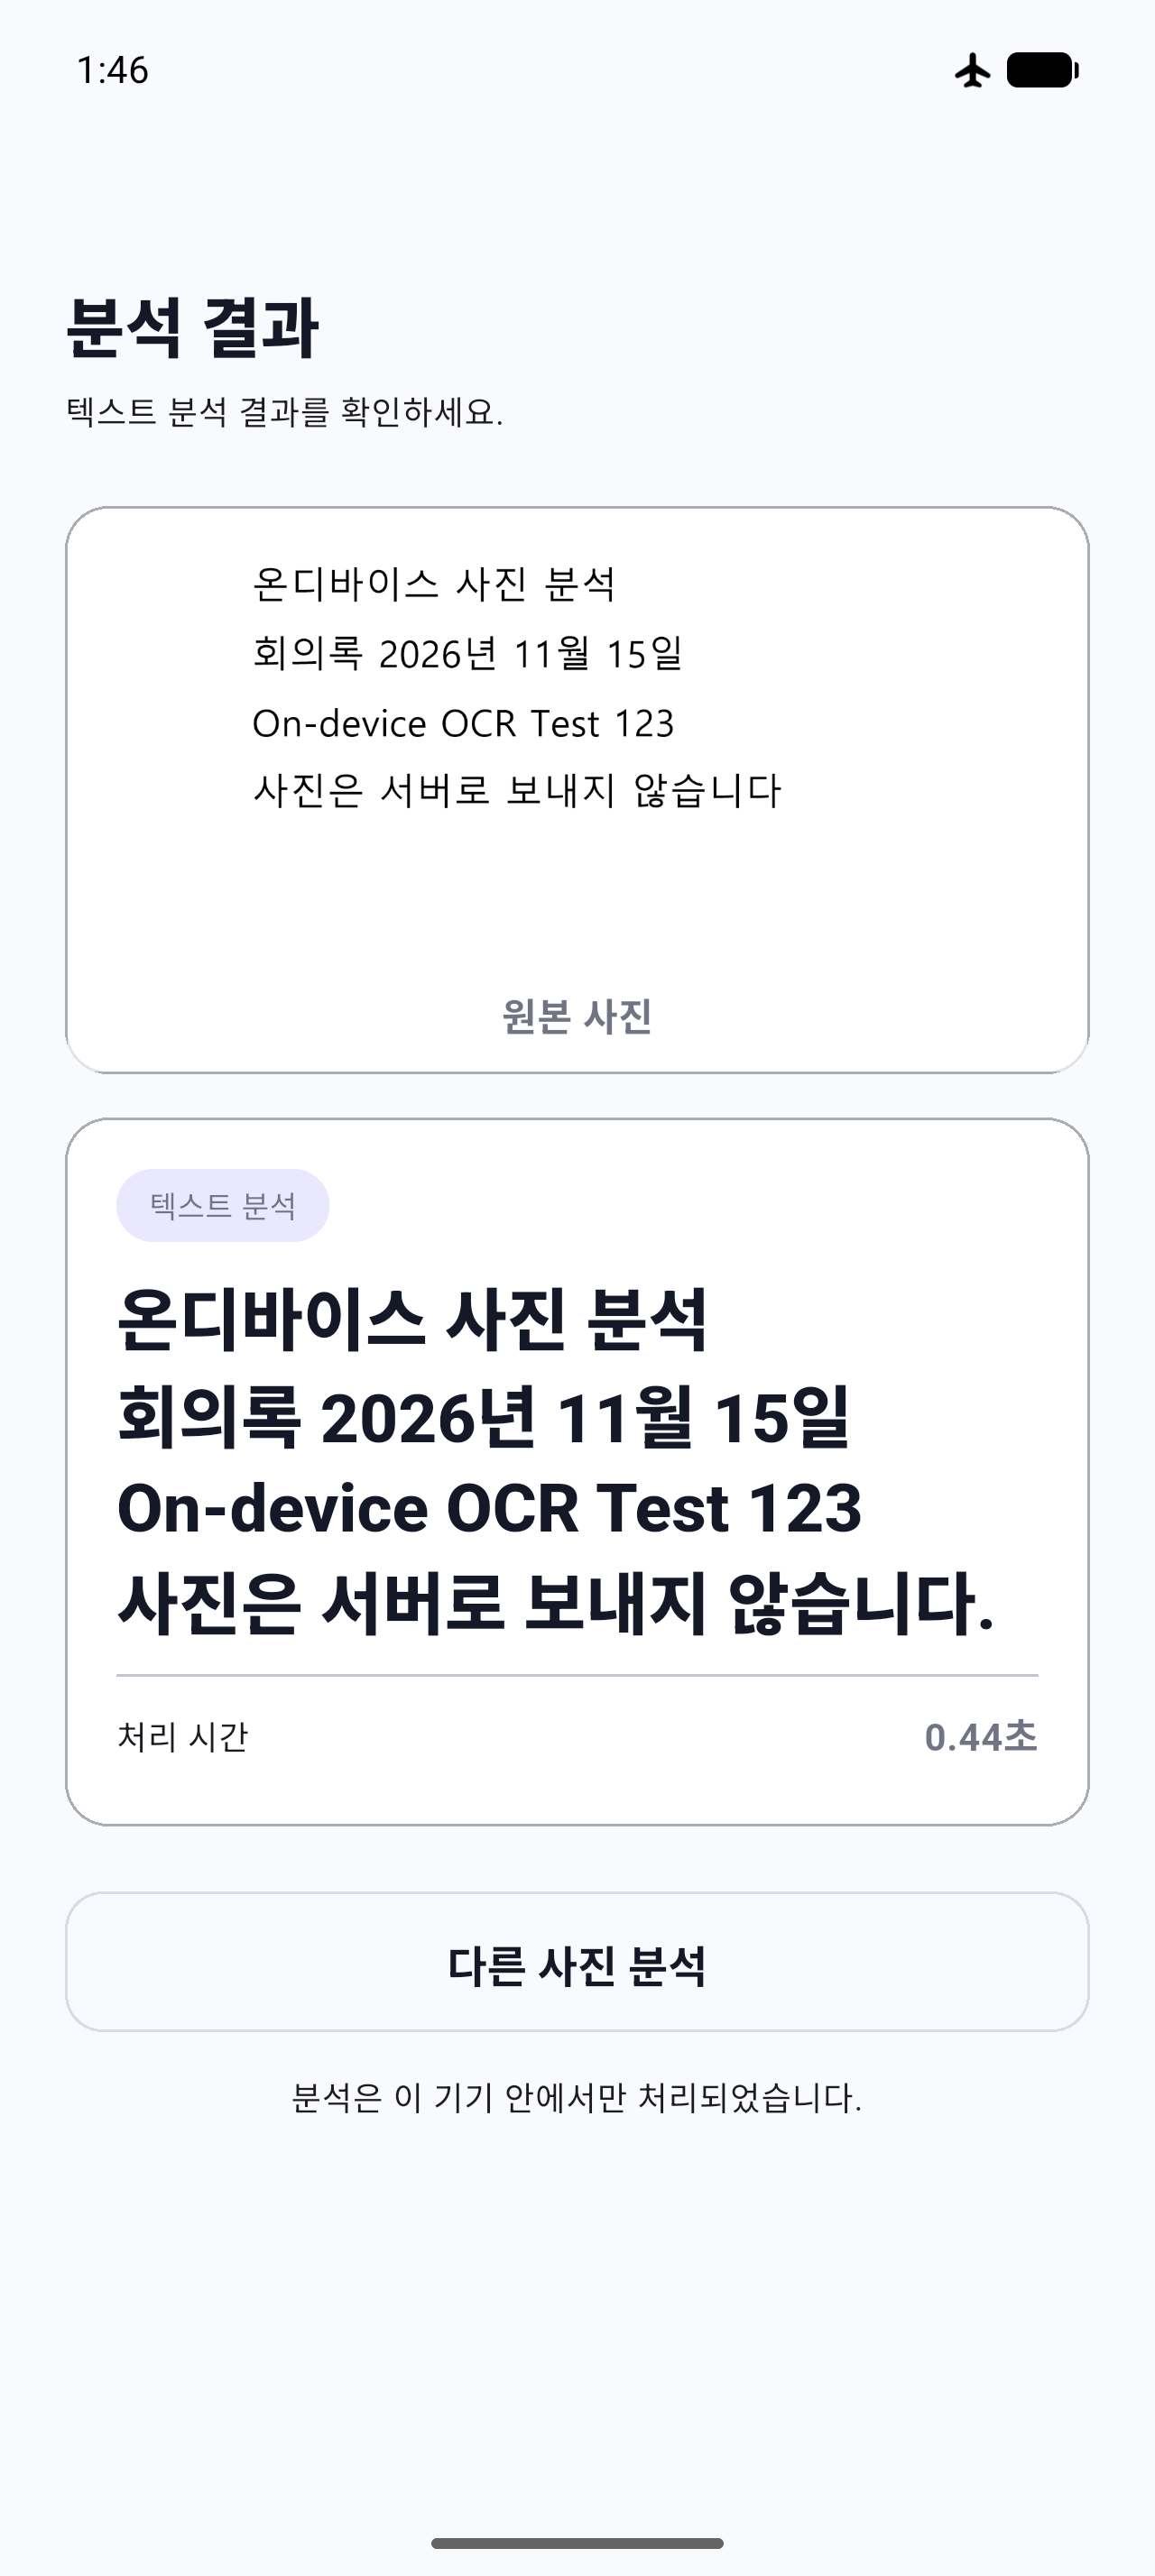 1:46
분석 결과
텍스트 분석 결과를 확인하세요.
온디바이스 사진 분석
회의록 2026년 11월 15일
On-device OCR Test 123
사진은 서버로 보내지 않습니다
원본 사진
텍스트 분석
온디바이스 사진 분석
회의록 2026년 11월 15일
On-device OCR Test 123
사진은 서버로 보내지 않습니다.
처리 시간 0.44초
다른 사진 분석
분석은 이 기기 안에서만 처리되었습니다.